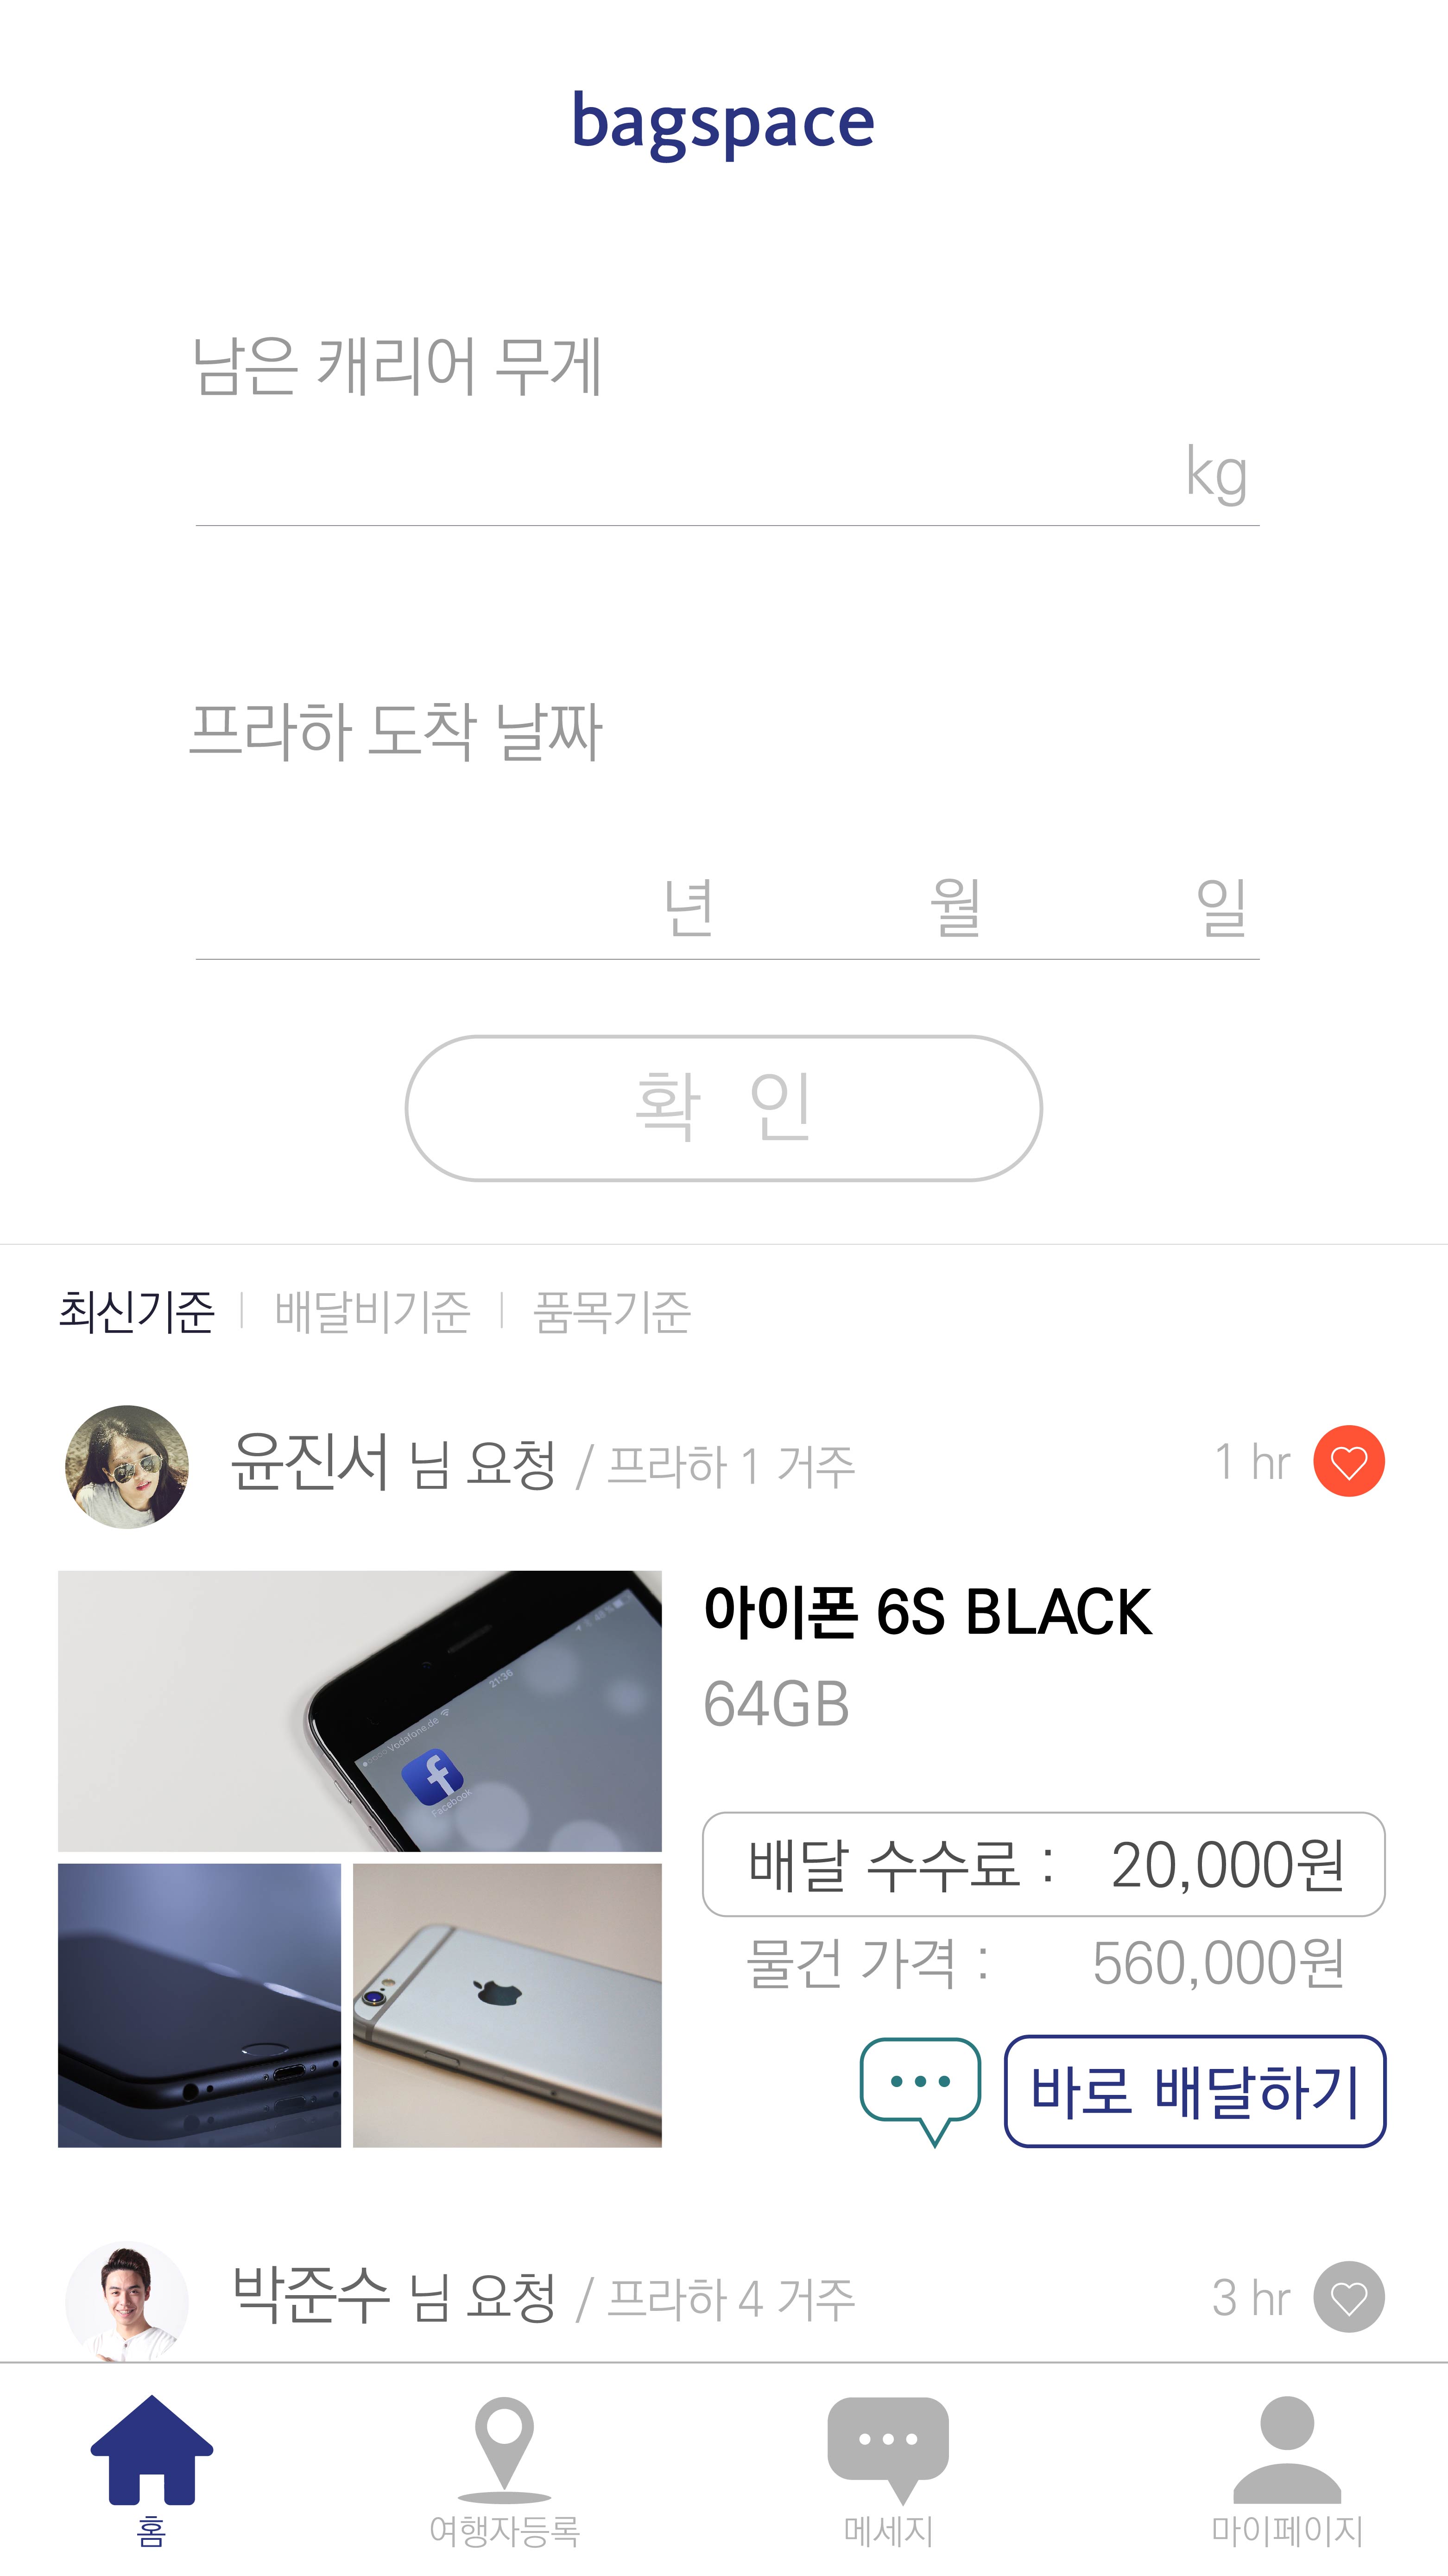 bagspace
남은 캐리어 무게
kg
프라하 도착 날짜
년 월 일
확 인
최신기준 | 배달비기준 | 품목기준
윤진서 님 요청 / 프라하 1 거주 1 hr
아이폰 6S BLACK
64GB
21:36
Vodafone.de
Facebook
배달 수수료 : 20,000원
물건 가격 : 560,000원
바로 배달하기
박준수 님 요청 / 프라하 4 거주 3 hr
홈 여행자등록 메세지 마이페이지